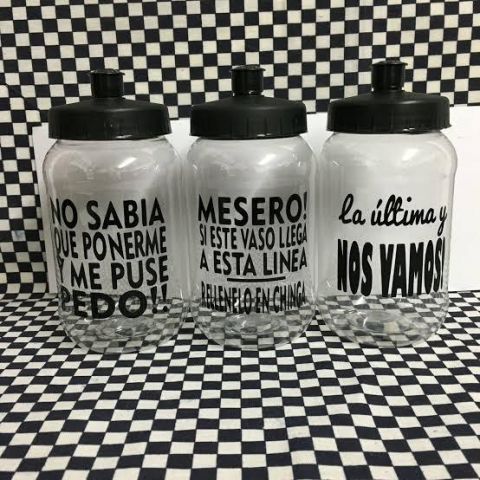 NO SABIA
QUE PONERME
Y ME PUSE
PEDO!!
MESERO!
SI ESTE VASO LLEGA
A ESTA LINEA
RELLENELO EN CHINGA
la última y
NOS VAMOS!